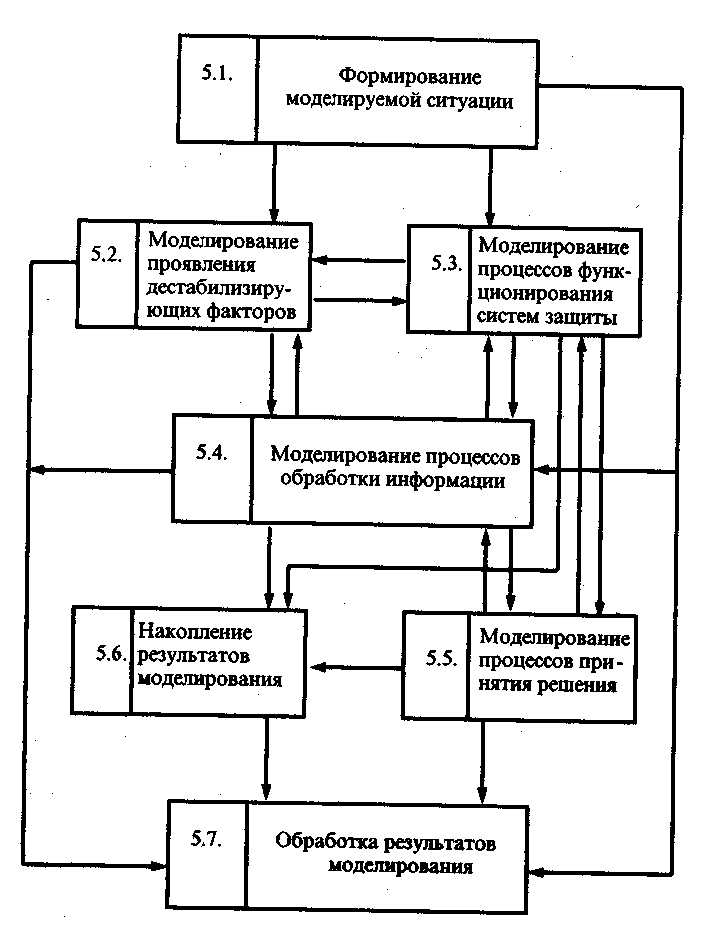 5.1.
Формирование
моделируемой ситуации
5.2.
Моделирование
проявления
дестабилизиру-
ющих факторов
5.3.
Моделирование
процессов функ-
ционирования
систем защиты
5.4.
Моделирование процессов
обработки информации
5.6.
Накопление
результатов
моделирования
5.5.
Моделирование
процессов при-
нятия решения
5.7.
Обработка результатов
моделирования